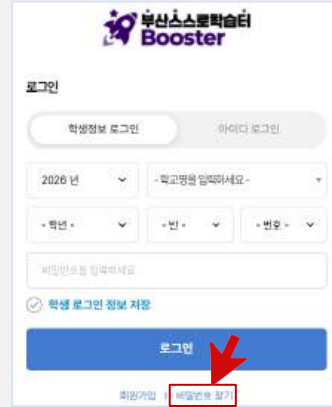 부산스스로학습터
Booster
로그인
학생정보 로그인 아이디 로그인
2026 년 - 학교명을 입력하세요 -
- 학년 - - 반 - - 번호 -
비밀번호를 입력하세요
학생 로그인 정보 저장
로그인
회원가입 | 비밀번호 찾기